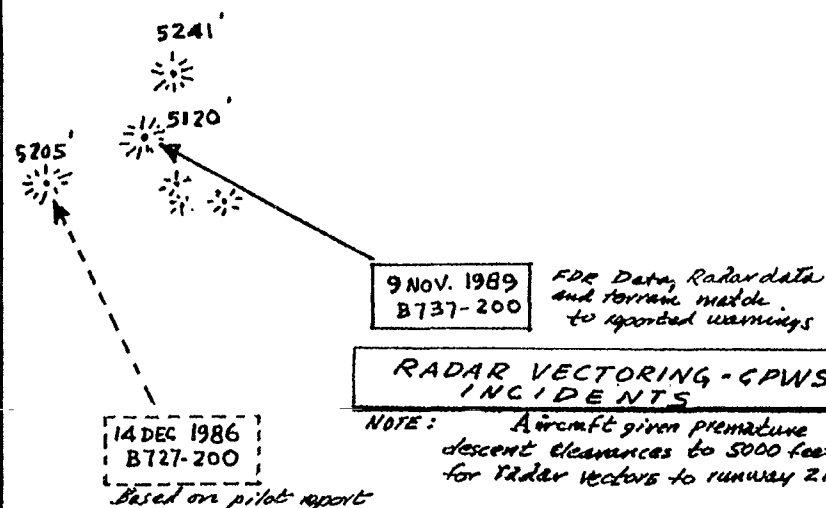 5241'
5120'
5205'
9 NOV. 1989
B737-200
FDR Data, Radar data
and terrain match
to reported warnings
RADAR VECTORING - GPWS
INCIDENTS
NOTE: Aircraft given premature
descent clearances to 5000 feet
for radar vectors to runway
14 DEC 1986
B727-200
Based on pilot report